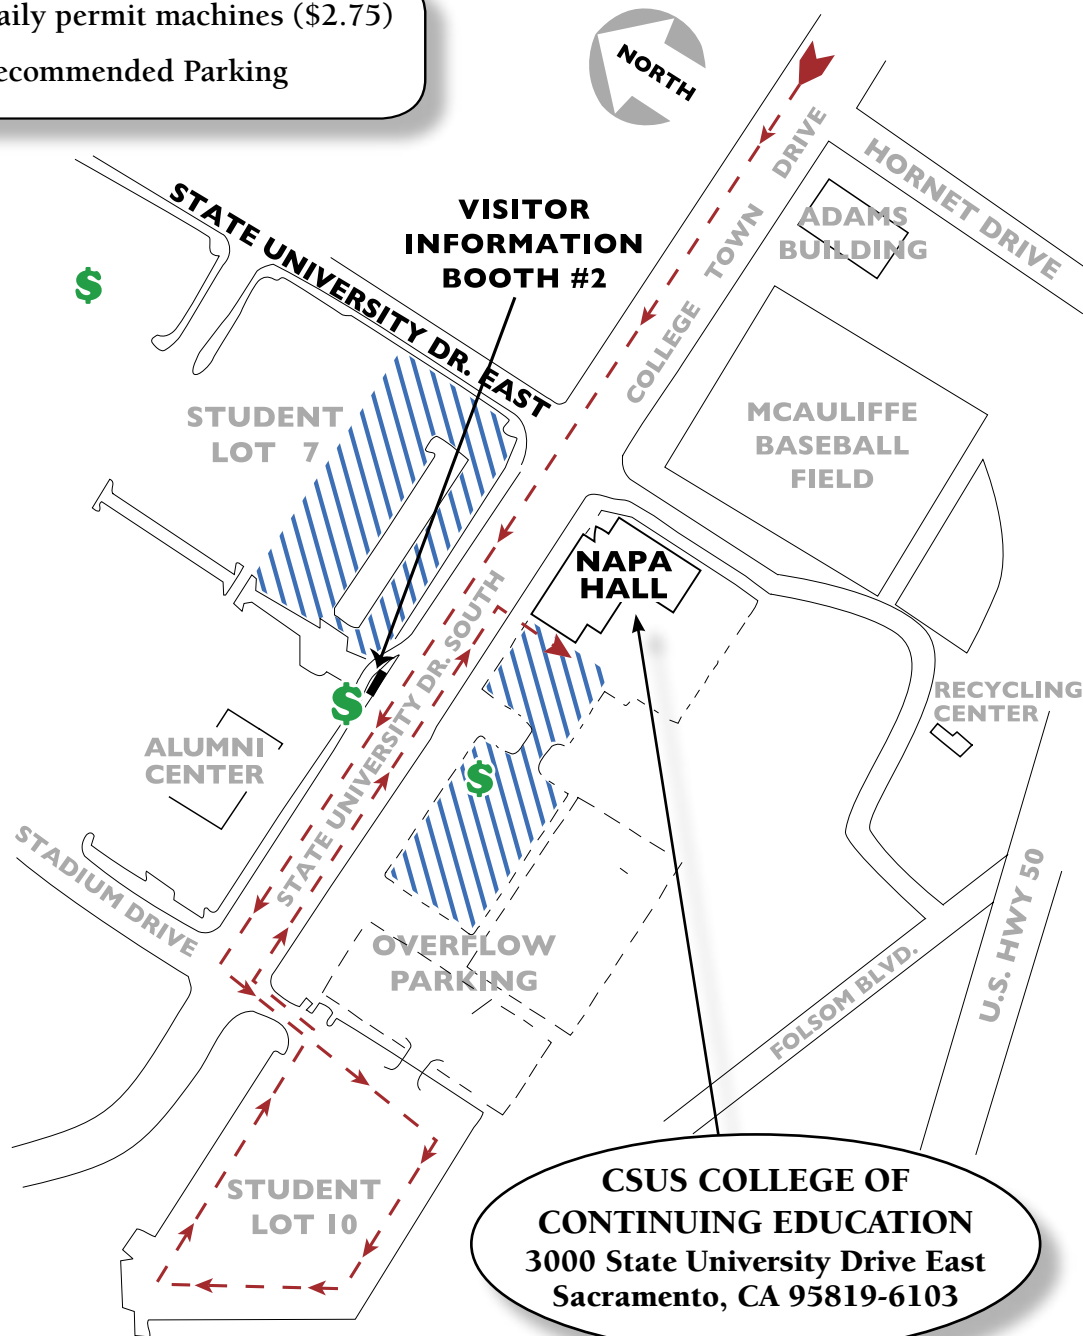 aily permit machines ($2.75)
ecommended Parking
NORTH
DRIVE
TOWN
COLLEGE
HORNET DRIVE
ADAMS
BUILDING
STATE UNIVERSITY DR. EAST
VISITOR
INFORMATION
BOOTH #2
$
STUDENT
LOT 7
MCAULIFFE
BASEBALL
FIELD
NAPA
HALL
STATE UNIVERSITY DR. SOUTH
$
RECYCLING
CENTER
ALUMNI
CENTER
$
STADIUM DRIVE
OVERFLOW
PARKING
U.S. HWY 50
FOLSOM BLVD.
STUDENT
LOT 10
CSUS COLLEGE OF
CONTINUING EDUCATION
3000 State University Drive East
Sacramento, CA 95819-6103